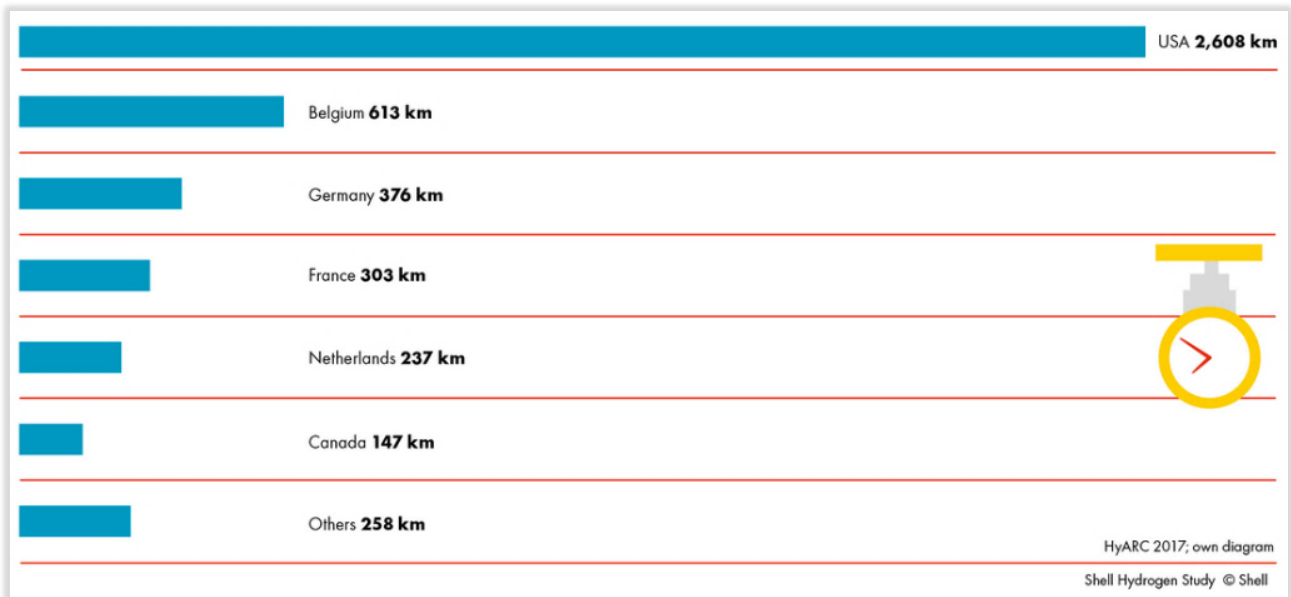 USA 2,608 km
Belgium 613 km
Germany 376 km
France 303 km
Netherlands 237 km
Canada 147 km
Others 258 km
HyARC 2017; own diagram
Shell Hydrogen Study © Shell